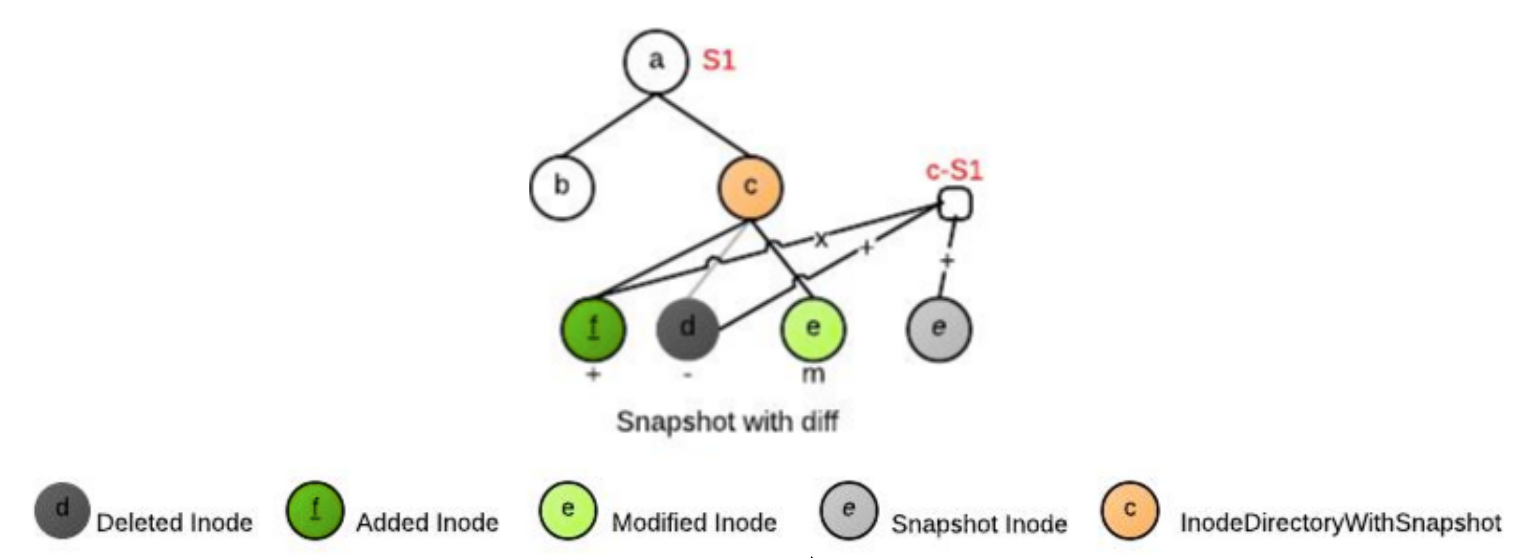 a S1
b c c-S1
x +
+
f d e e
+ - m
Snapshot with diff
d Deleted Inode f Added Inode e Modified Inode e Snapshot Inode c InodeDirectoryWithSnapshot